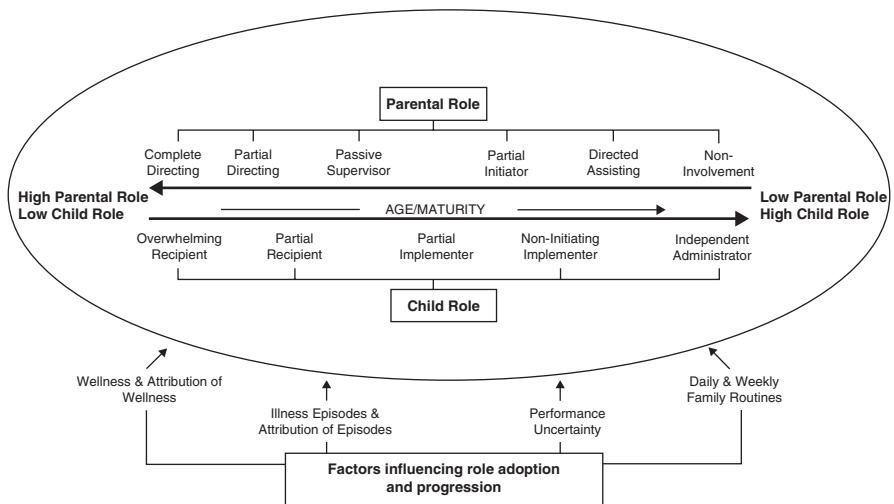 Parental Role
Complete
Directing
Partial
Directing
Passive
Supervisor
Partial
Initiator
Directed
Assisting
Non-
Involvement
High Parental Role
Low Child Role
AGE/MATURITY
Low Parental Role
High Child Role
Overwhelming
Recipient
Partial
Recipient
Partial
Implementer
Non-Initiating
Implementer
Independent
Administrator
Child Role
Wellness & Attribution of
Wellness
Illness Episodes &
Attribution of Episodes
Performance
Uncertainty
Daily & Weekly
Family Routines
Factors influencing role adoption
and progression